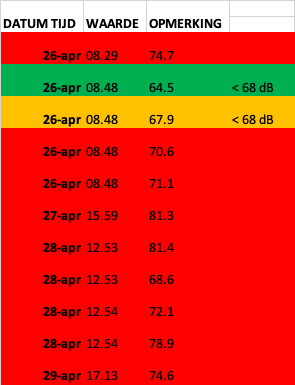 DATUM TIJD WAARDE OPMERKING
26-apr 08.29 74.7
26-apr 08.48 64.5 < 68 dB
26-apr 08.48 67.9 < 68 dB
26-apr 08.48 70.6
26-apr 08.48 71.1
27-apr 15.59 81.3
28-apr 12.53 81.4
28-apr 12.53 68.6
28-apr 12.54 72.1
28-apr 12.54 78.9
29-apr 17.13 74.6